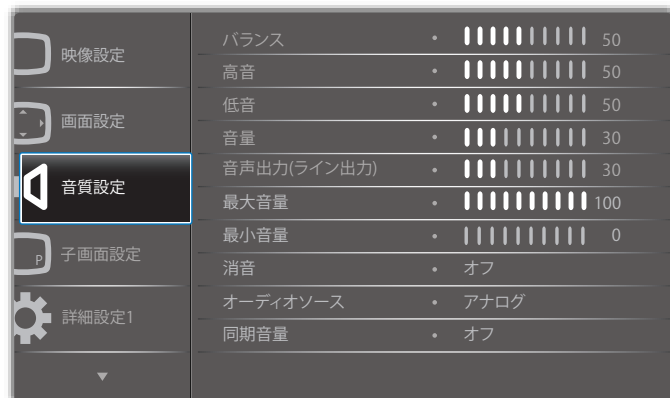 映像設定
画面設定
音質設定
P
子画面設定
詳細設定1
バランス • 50
高音 • 50
低音 • 50
音量 • 30
音声出力(ライン出力) • 30
最大音量 • 100
最小音量 • 0
消音 • オフ
オーディオソース • アナログ
同期音量 • オフ